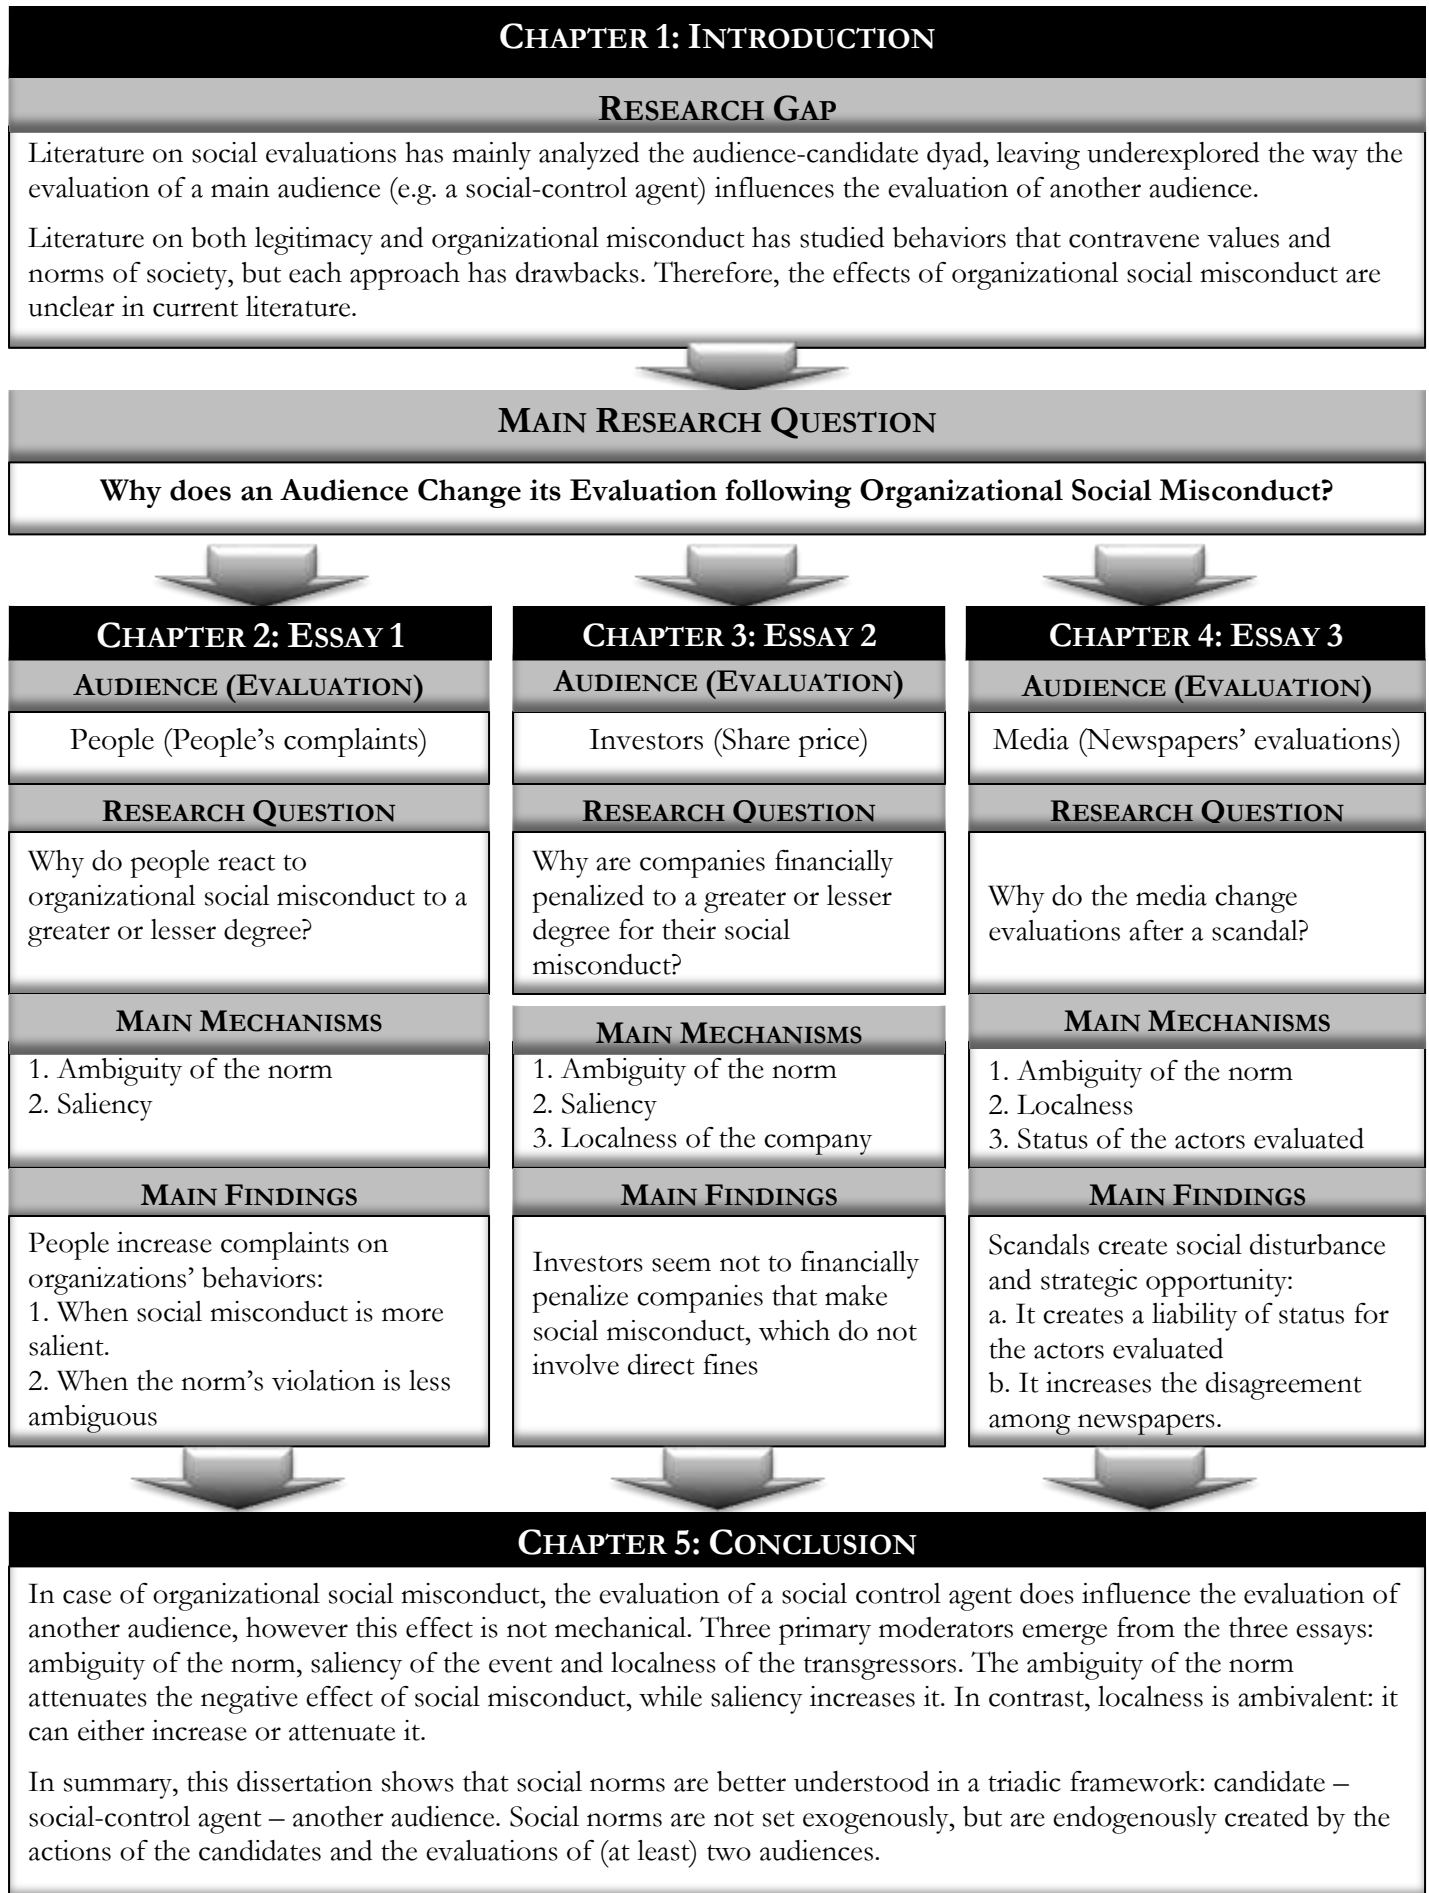 CHAPTER 1: INTRODUCTION
RESEARCH GAP
Literature on social evaluations has mainly analyzed the audience-candidate dyad, leaving underexplored the way the
evaluation of a main audience (e.g. a social-control agent) influences the evaluation of another audience.
Literature on both legitimacy and organizational misconduct has studied behaviors that contravene values and
norms of society, but each approach has drawbacks. Therefore, the effects of organizational social misconduct are
unclear in current literature.
MAIN RESEARCH QUESTION
Why does an Audience Change its Evaluation following Organizational Social Misconduct?
CHAPTER 2: ESSAY 1
AUDIENCE (EVALUATION)
People (People's complaints)
RESEARCH QUESTION
Why do people react to
organizational social misconduct to a
greater or lesser degree?
MAIN MECHANISMS
1. Ambiguity of the norm
2. Saliency
MAIN FINDINGS
People increase complaints on
organizations' behaviors:
1. When social misconduct is more
salient.
2. When the norm's violation is less
ambiguous
CHAPTER 3: ESSAY 2
AUDIENCE (EVALUATION)
Investors (Share price)
RESEARCH QUESTION
Why are companies financially
penalized to a greater or lesser
degree for their social
misconduct?
MAIN MECHANISMS
1. Ambiguity of the norm
2. Saliency
3. Localness of the company
MAIN FINDINGS
Investors seem not to financially
penalize companies that make
social misconduct, which do not
involve direct fines
CHAPTER 4: ESSAY 3
AUDIENCE (EVALUATION)
Media (Newspapers' evaluations)
RESEARCH QUESTION
Why do the media change
evaluations after a scandal?
MAIN MECHANISMS
1. Ambiguity of the norm
2. Localness
3. Status of the actors evaluated
MAIN FINDINGS
Scandals create social disturbance
and strategic opportunity:
a. It creates a liability of status for
the actors evaluated
b. It increases the disagreement
among newspapers.
CHAPTER 5: CONCLUSION
In case of organizational social misconduct, the evaluation of a social control agent does influence the evaluation of
another audience, however this effect is not mechanical. Three primary moderators emerge from the three essays:
ambiguity of the norm, saliency of the event and localness of the transgressors. The ambiguity of the norm
attenuates the negative effect of social misconduct, while saliency increases it. In contrast, localness is ambivalent: it
can either increase or attenuate it.
In summary, this dissertation shows that social norms are better understood in a triadic framework: candidate –
social-control agent – another audience. Social norms are not set exogenously, but are endogenously created by the
actions of the candidates and the evaluations of (at least) two audiences.